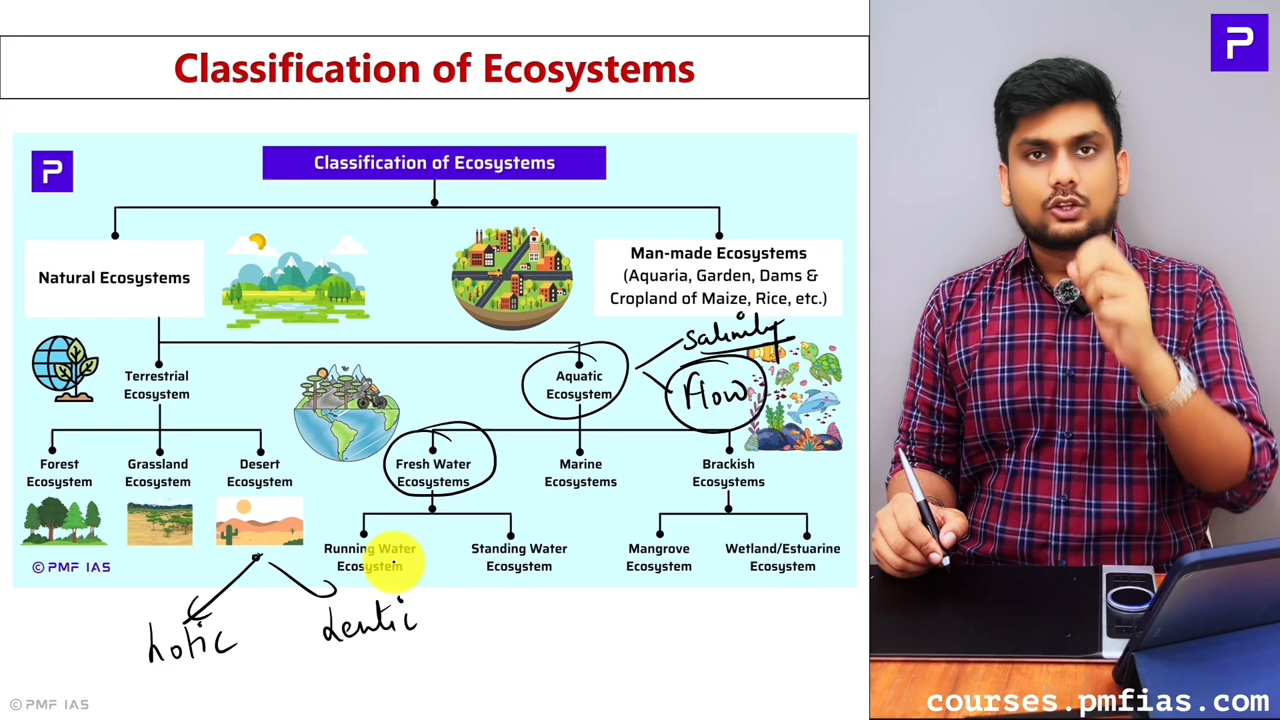 Classification of Ecosystems
P
P
Classification of Ecosystems
Natural Ecosystems
Man-made Ecosystems
(Aquaria, Garden, Dams &
Cropland of Maize, Rice, etc.)
Salinity
Terrestrial
Ecosystem
Aquatic
Ecosystem
Flow
Forest
Ecosystem
Grassland
Ecosystem
Desert
Ecosystem
Fresh Water
Ecosystems
Marine
Ecosystems
Brackish
Ecosystems
Running Water
Ecosystem
Standing Water
Ecosystem
Mangrove
Ecosystem
Wetland/Estuarine
Ecosystem
© PMF IAS
Lotic
Lentic
© PMF IAS
courses.pmfias.com